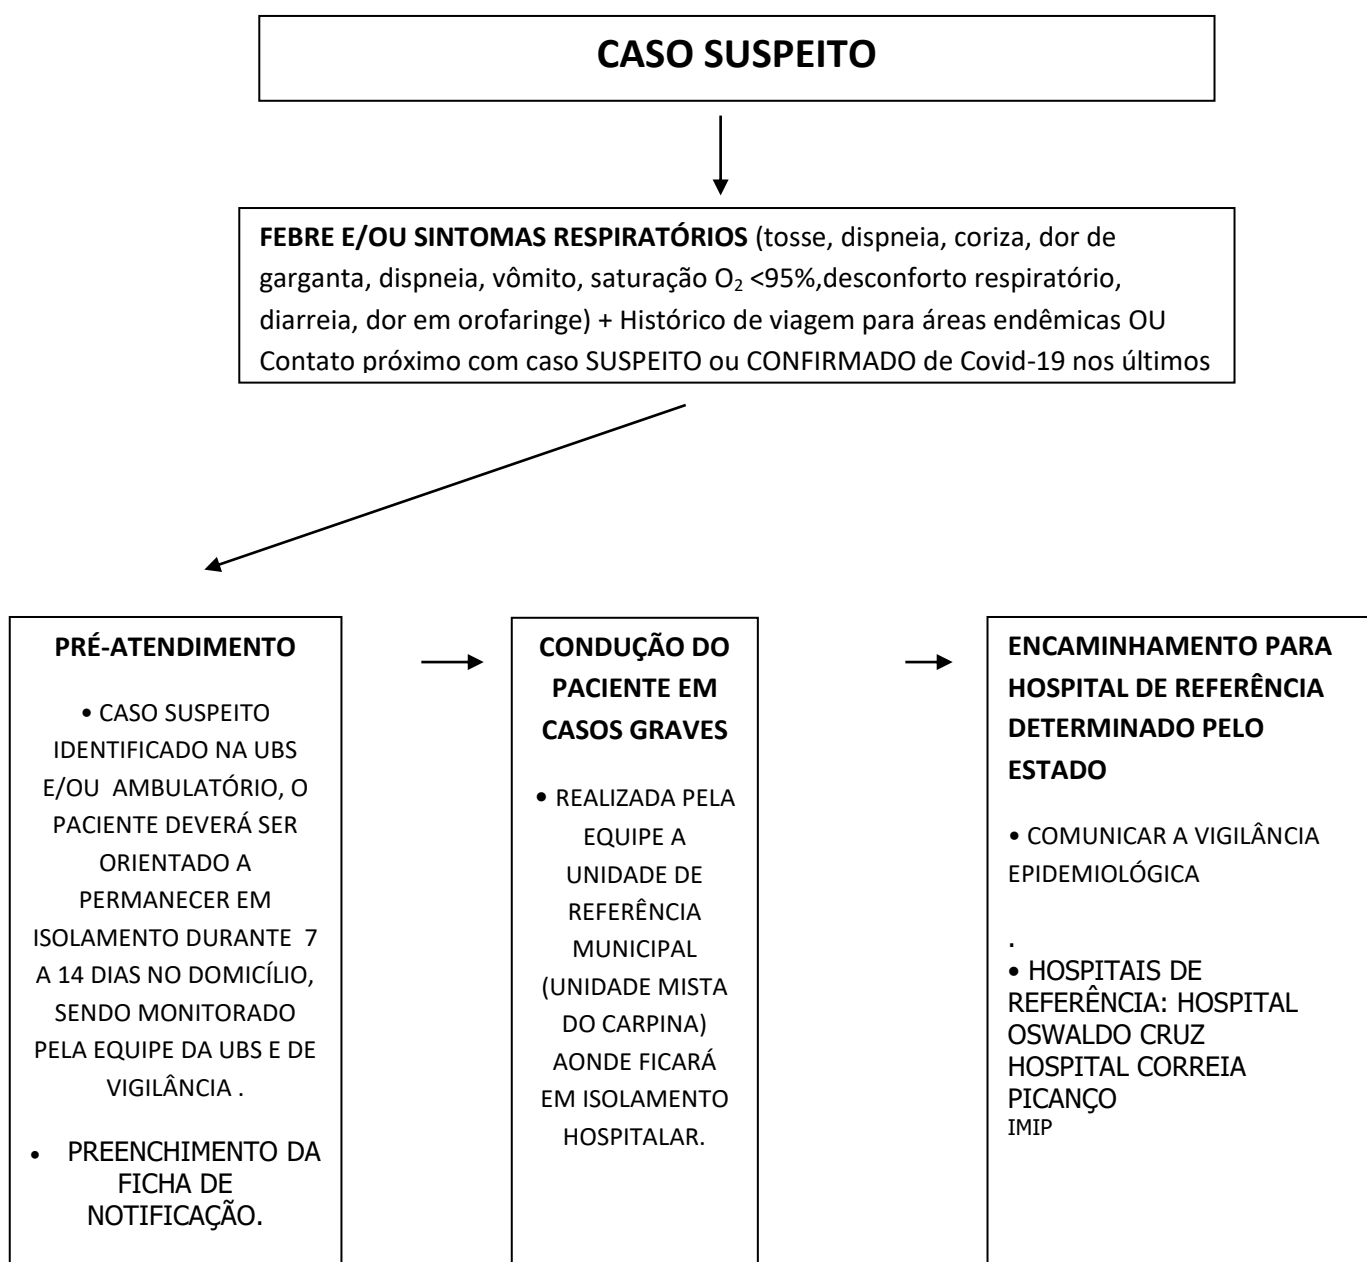 CASO SUSPEITO
FEBRE E/OU SINTOMAS RESPIRATÓRIOS (tosse, dispneia, coriza, dor de
garganta, dispneia, vômito, saturação O₂ <95%,desconforto respiratório,
diarreia, dor em orofaringe) + Histórico de viagem para áreas endêmicas OU
Contato próximo com caso SUSPEITO ou CONFIRMADO de Covid-19 nos últimos
PRÉ-ATENDIMENTO
• CASO SUSPEITO
IDENTIFICADO NA UBS
E/OU AMBULATÓRIO, O
PACIENTE DEVERÁ SER
ORIENTADO A
PERMANECER EM
ISOLAMENTO DURANTE 7
A 14 DIAS NO DOMICÍLIO,
SENDO MONITORADO
PELA EQUIPE DA UBS E DE
VIGILÂNCIA .
• PREENCHIMENTO DA
FICHA DE
NOTIFICAÇÃO.
CONDUÇÃO DO
PACIENTE EM
CASOS GRAVES
• REALIZADA PELA
EQUIPE A
UNIDADE DE
REFERÊNCIA
MUNICIPAL
(UNIDADE MISTA
DO CARPINA)
AONDE FICARÁ
EM ISOLAMENTO
HOSPITALAR.
ENCAMINHAMENTO PARA
HOSPITAL DE REFERÊNCIA
DETERMINADO PELO
ESTADO
• COMUNICAR A VIGILÂNCIA
EPIDEMIOLÓGICA
.
• HOSPITAIS DE
REFERÊNCIA: HOSPITAL
OSWALDO CRUZ
HOSPITAL CORREIA
PICANÇO
IMIP